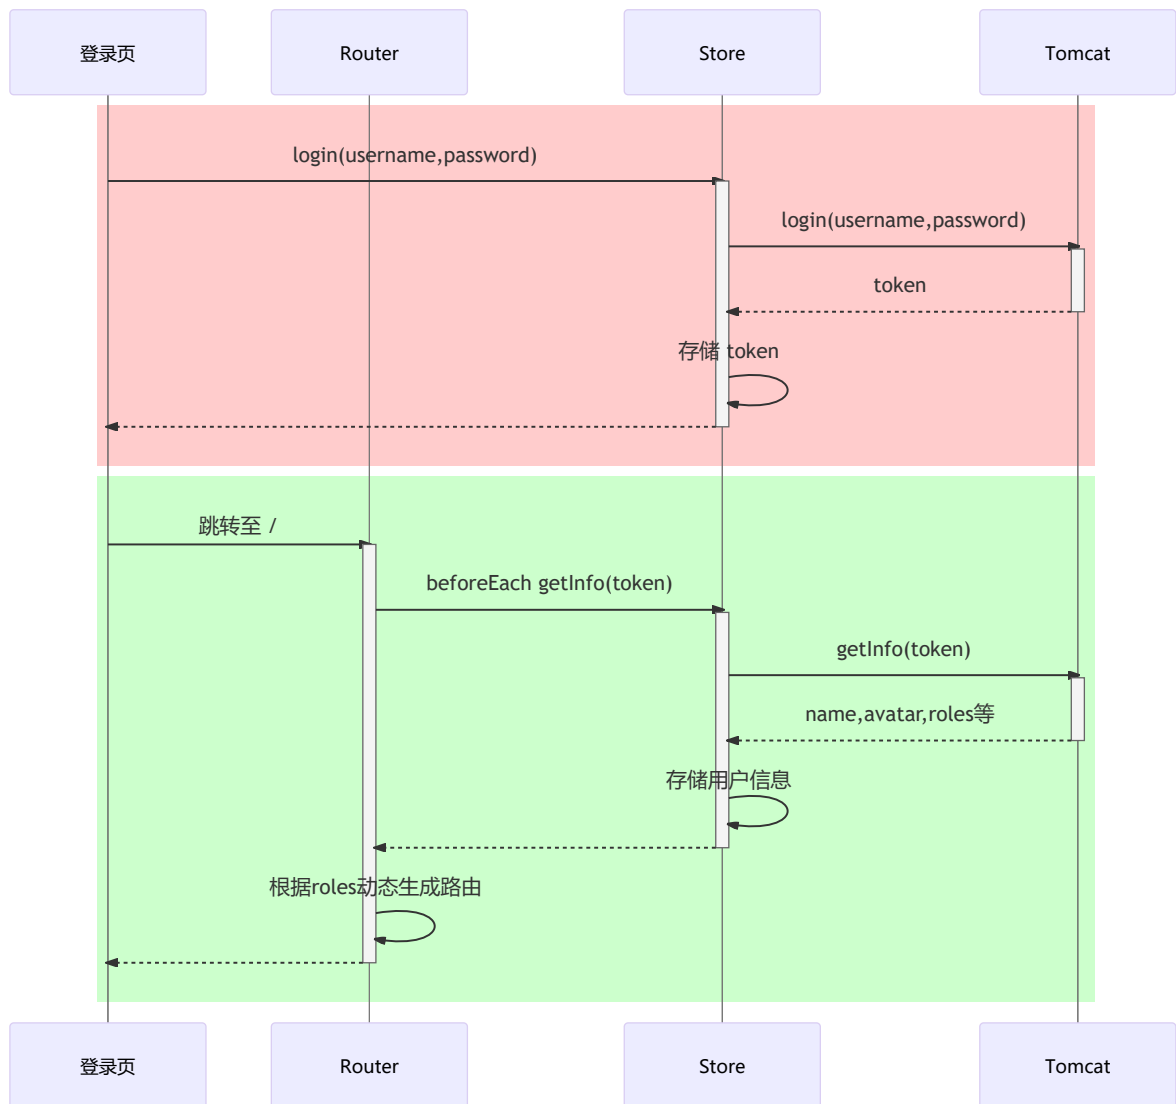 登录页
Router
Store
Tomcat
login(username,password)
login(username,password)
token
存储 token
跳转至 /
beforeEach getInfo(token)
getInfo(token)
name,avatar,roles等
存储用户信息
根据roles动态生成路由
登录页
Router
Store
Tomcat